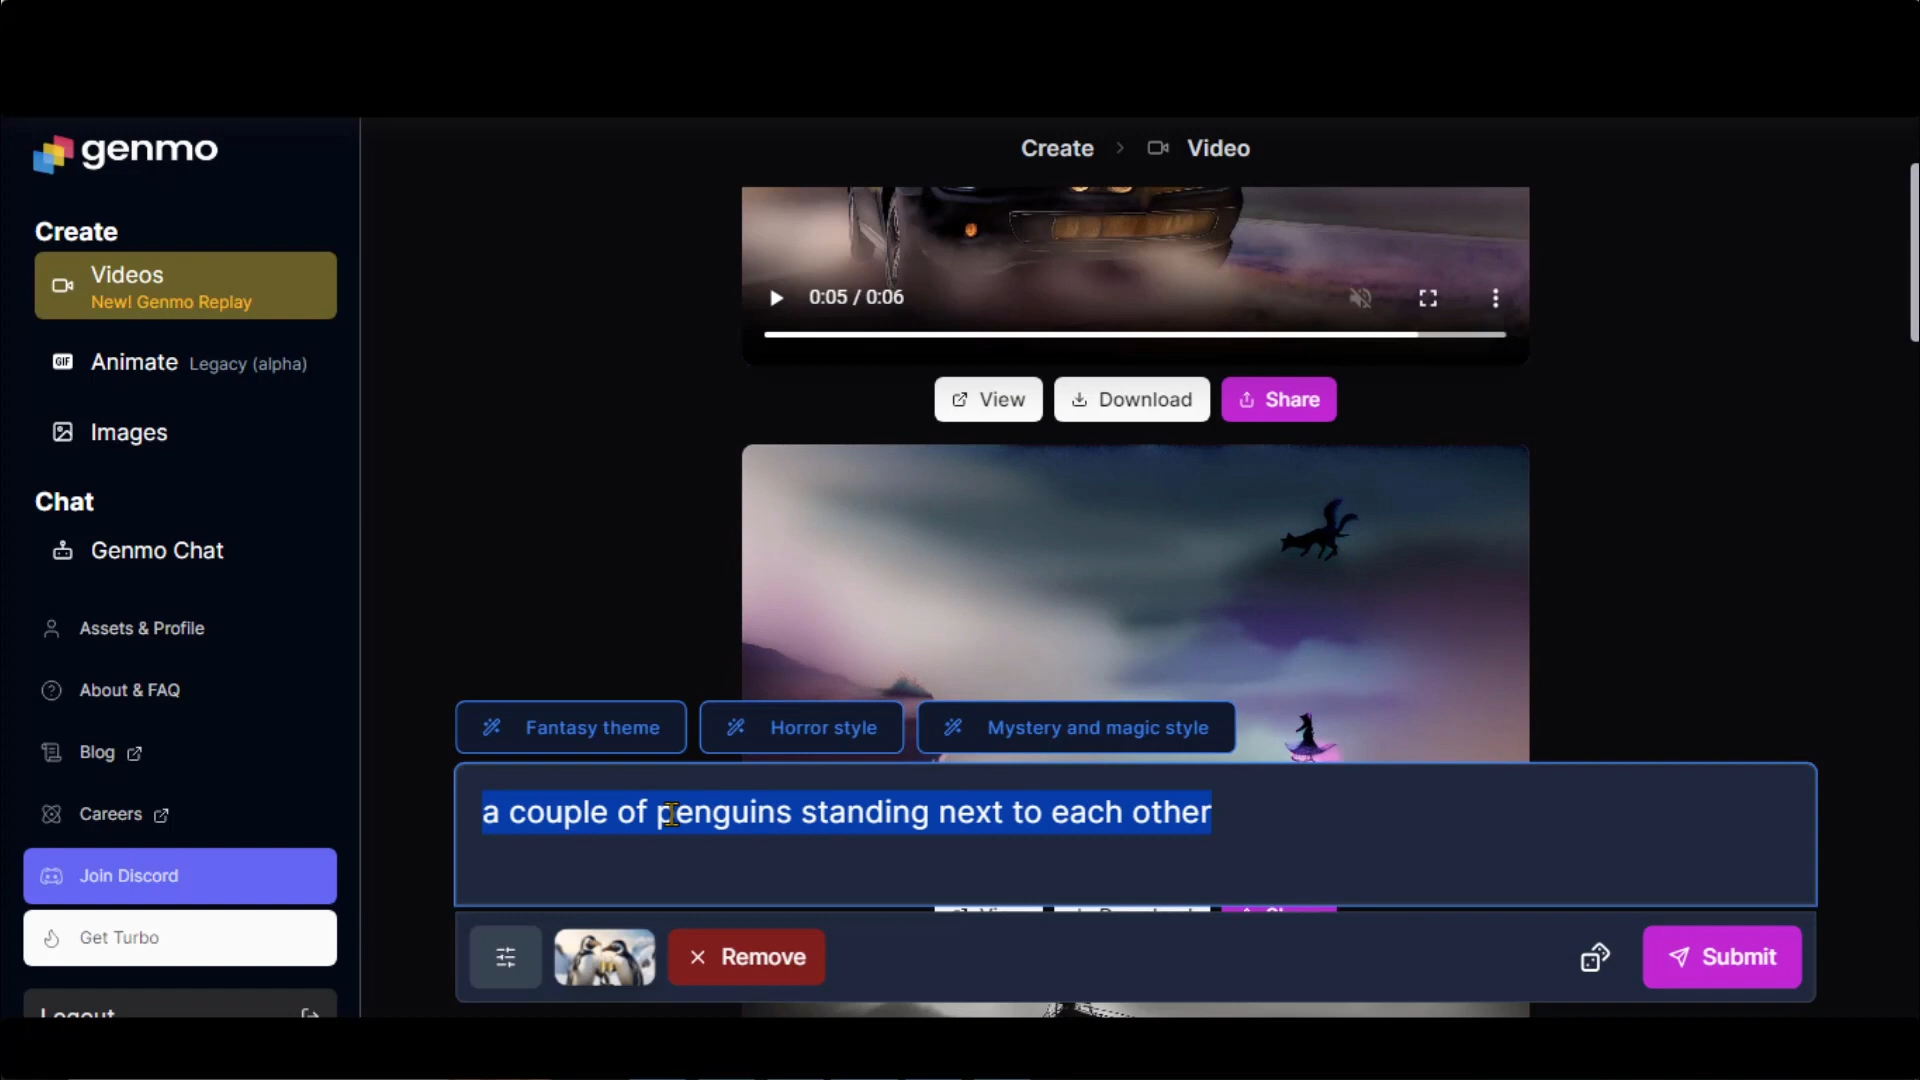 genmo
Create > Video
Create
Videos
New! Genmo Replay
0:05 / 0:06
GIF Animate Legacy (alpha)
View Download Share
Images
Chat
Genmo Chat
Assets & Profile
About & FAQ
Fantasy theme Horror style Mystery and magic style
Blog
a couple of penguins standing next to each other
Careers
Join Discord
Get Turbo
Remove Submit
Logout